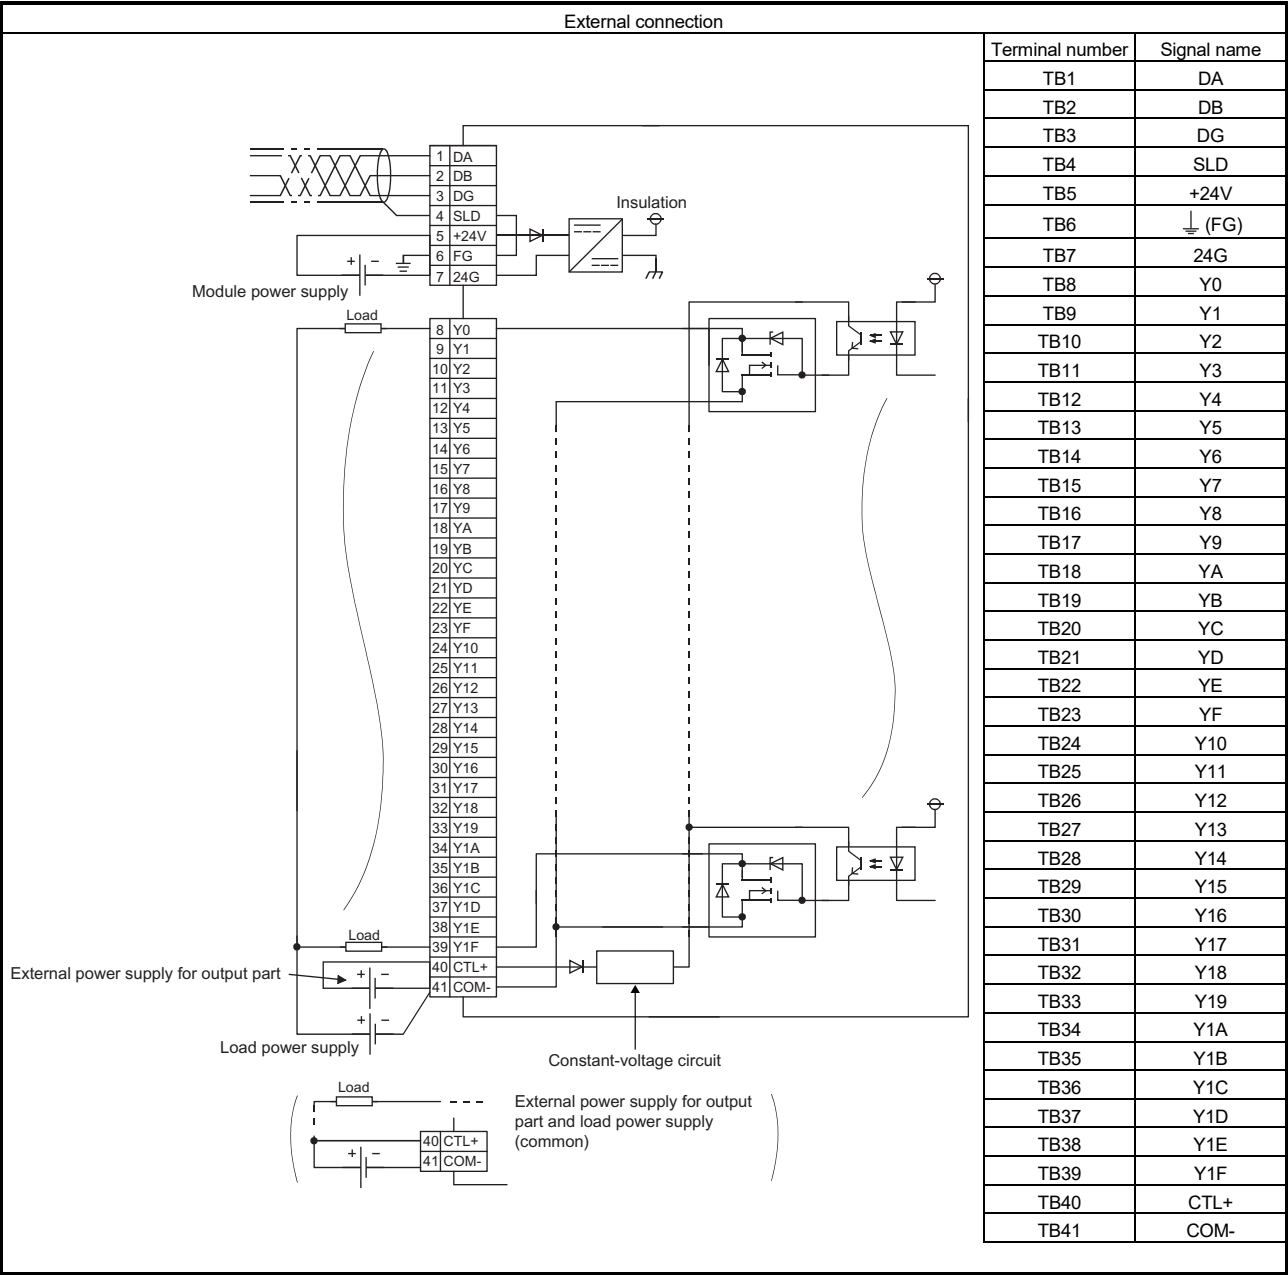 External connection
1 DA
2 DB
3 DG
4 SLD
5 +24V
6 FG
7 24G
Insulation
+ −
Module power supply
Load
8 Y0
9 Y1
10 Y2
11 Y3
12 Y4
13 Y5
14 Y6
15 Y7
16 Y8
17 Y9
18 YA
19 YB
20 YC
21 YD
22 YE
23 YF
24 Y10
25 Y11
26 Y12
27 Y13
28 Y14
29 Y15
30 Y16
31 Y17
32 Y18
33 Y19
34 Y1A
35 Y1B
36 Y1C
37 Y1D
38 Y1E
39 Y1F
40 CTL+
41 COM-
Load
External power supply for output part
+ −
+ −
Load power supply
Constant-voltage circuit
Load
40 CTL+
41 COM-
+ −
External power supply for output
part and load power supply
(common)
Terminal number Signal name
TB1 DA
TB2 DB
TB3 DG
TB4 SLD
TB5 +24V
TB6 (FG)
TB7 24G
TB8 Y0
TB9 Y1
TB10 Y2
TB11 Y3
TB12 Y4
TB13 Y5
TB14 Y6
TB15 Y7
TB16 Y8
TB17 Y9
TB18 YA
TB19 YB
TB20 YC
TB21 YD
TB22 YE
TB23 YF
TB24 Y10
TB25 Y11
TB26 Y12
TB27 Y13
TB28 Y14
TB29 Y15
TB30 Y16
TB31 Y17
TB32 Y18
TB33 Y19
TB34 Y1A
TB35 Y1B
TB36 Y1C
TB37 Y1D
TB38 Y1E
TB39 Y1F
TB40 CTL+
TB41 COM-